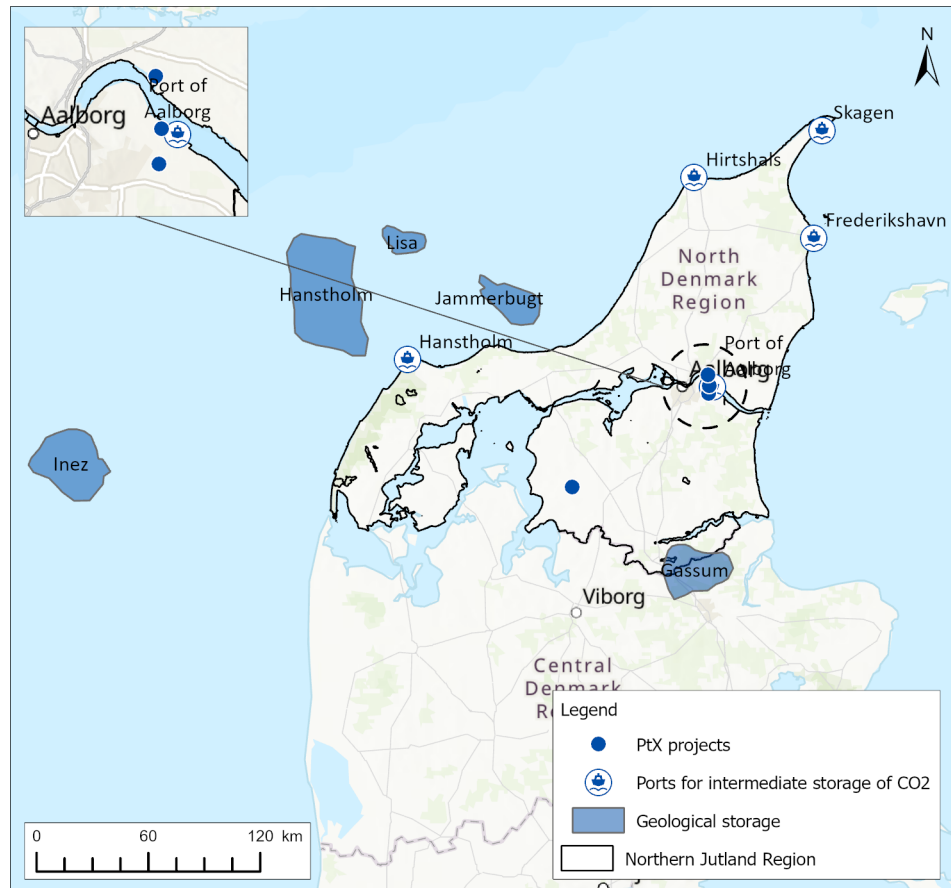 Port of
Aalborg
Aalborg
N
Skagen
Hirtshals
Frederikshavn
Lisa
North
Denmark
Region
Hanstholm
Jammerbugt
Hanstholm
Port of
Aalborg
Aalborg
Inez
Gassum
Viborg
Central
Denmark
Legend
PtX projects
Ports for intermediate storage of CO2
Geological storage
Northern Jutland Region
0 60 120 km